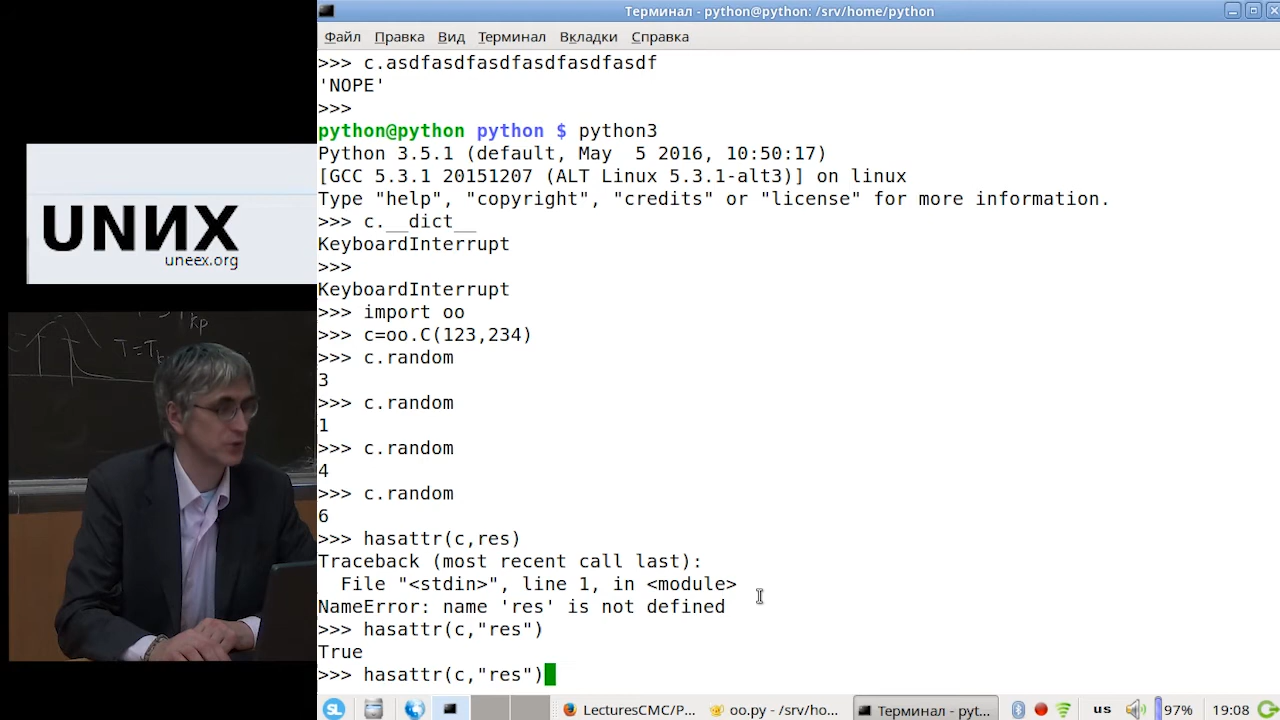 Терминал - python@python: /srv/home/python
Файл Правка Вид Терминал Вкладки Справка
>>> c.asdfasdfasdfasdfasdfasdf
'NOPE'
>>>
python@python python $ python3
Python 3.5.1 (default, May  5 2016, 10:50:17)
[GCC 5.3.1 20151207 (ALT Linux 5.3.1-alt3)] on linux
Type "help", "copyright", "credits" or "license" for more information.
>>> c.__dict__
KeyboardInterrupt
>>>
KeyboardInterrupt
>>> import oo
>>> c=oo.C(123,234)
>>> c.random
3
>>> c.random
1
>>> c.random
4
>>> c.random
6
>>> hasattr(c,res)
Traceback (most recent call last):
  File "<stdin>", line 1, in <module>
NameError: name 'res' is not defined
>>> hasattr(c,"res")
True
>>> hasattr(c,"res")
UNИX
uneex.org
кр
T=T
SL LecturesCMC/P... oo.py - /srv/ho... Терминал - pyt... us 97% 19:08